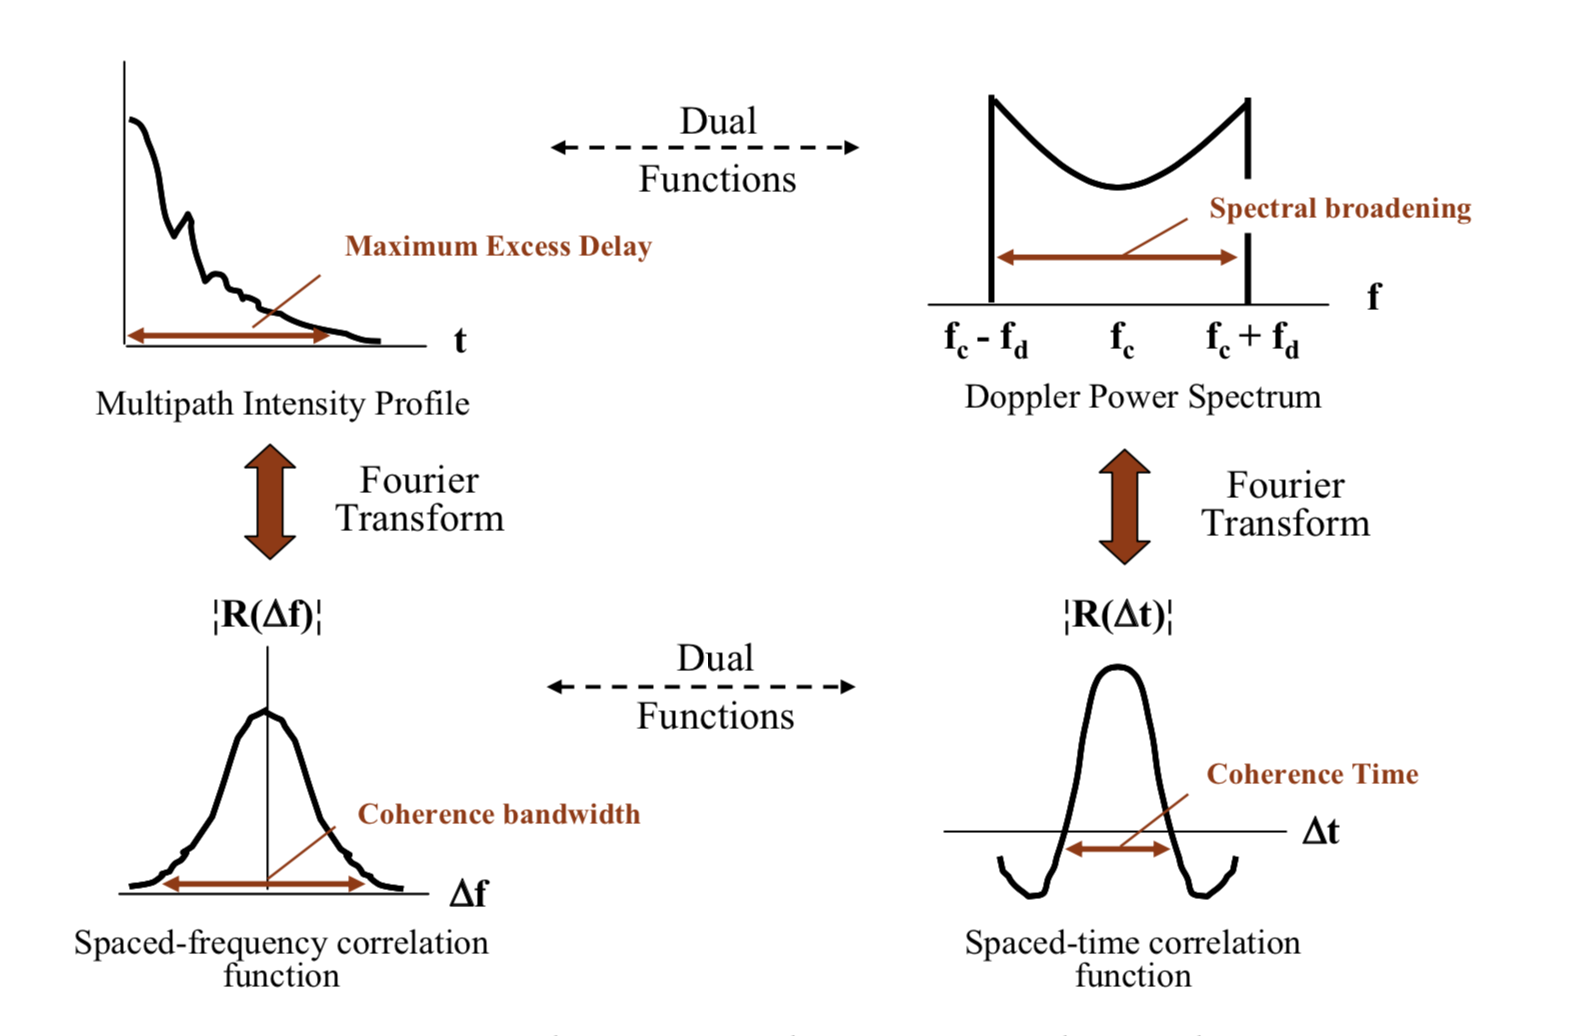 Dual
Functions
Maximum Excess Delay
t
Multipath Intensity Profile
Spectral broadening
f
fc - fd
fc
fc + fd
Doppler Power Spectrum
Fourier
Transform
Fourier
Transform
¦R(Δf)¦
¦R(Δt)¦
Dual
Functions
Coherence bandwidth
Δf
Spaced-frequency correlation
function
Coherence Time
Δt
Spaced-time correlation
function